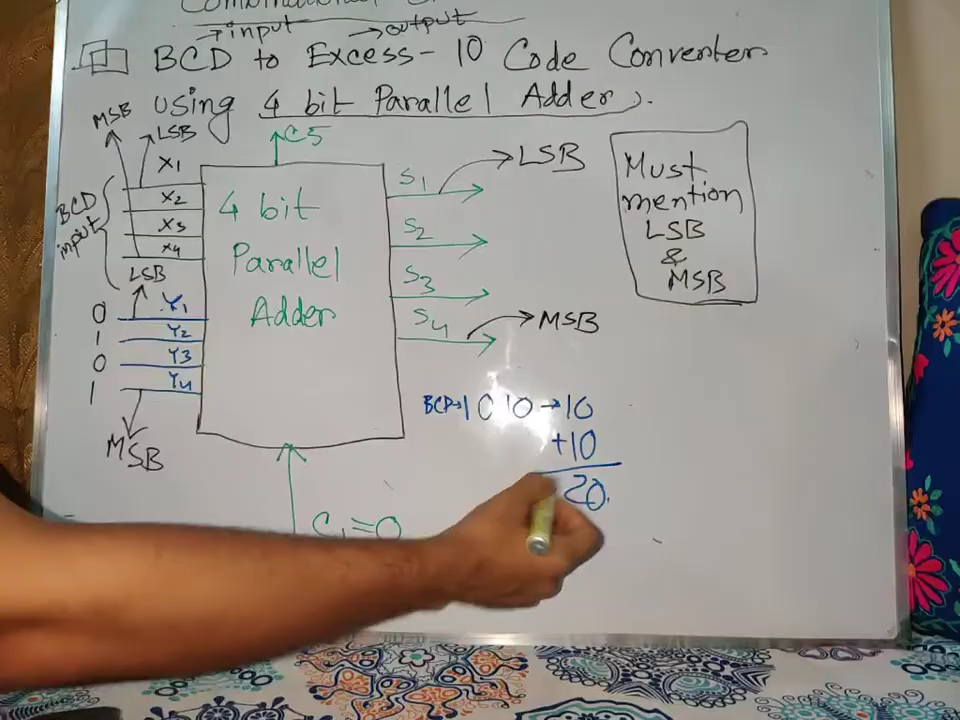 →input →output
BCD to Excess-10 Code Converter
using 4 bit Parallel Adder.
MSB
LSB
C5
X1
X2
X3
X4
BCD
input
LSB
0 Y1
1 Y2
0 Y3
1 Y4
MSB
4 bit
Parallel
Adder
S1 → LSB
S2
S3
S4 → MSB
C1=0
Must
mention
LSB
&
MSB
BCD→1010→10
+10
20